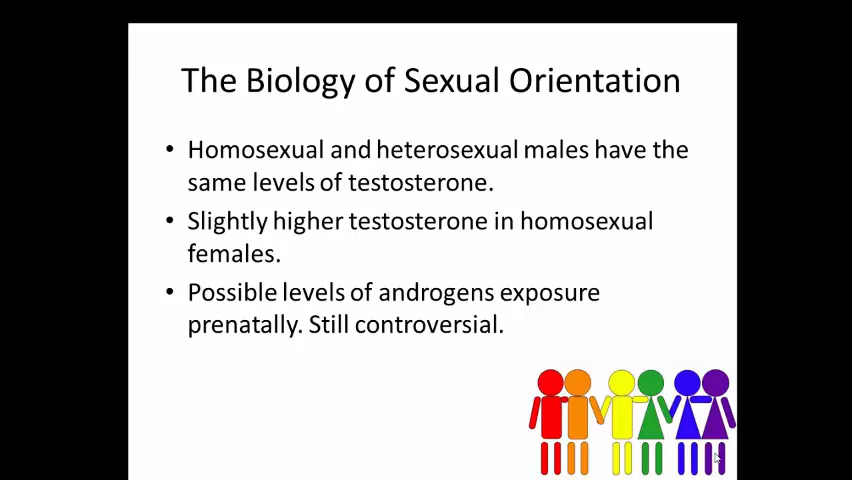 The Biology of Sexual Orientation
• Homosexual and heterosexual males have the
same levels of testosterone.
• Slightly higher testosterone in homosexual
females.
• Possible levels of androgens exposure
prenatally. Still controversial.